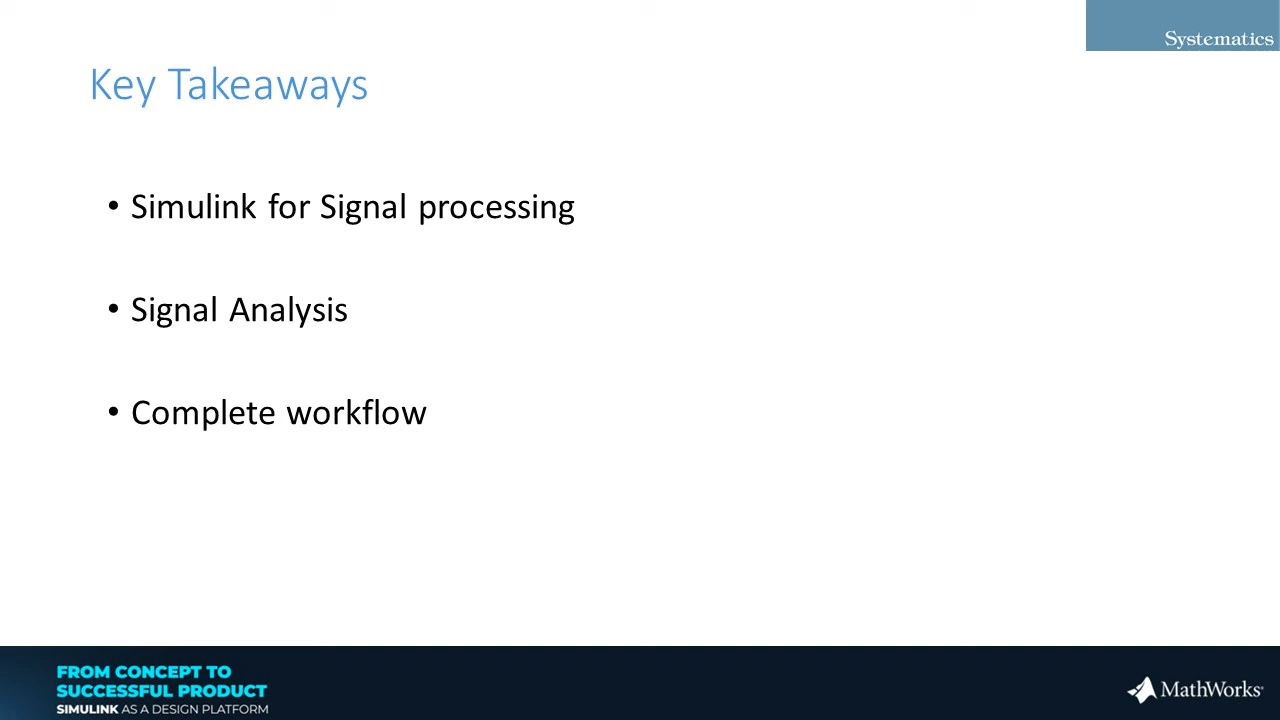 Systematics
Key Takeaways
• Simulink for Signal processing
• Signal Analysis
• Complete workflow
FROM CONCEPT TO
SUCCESSFUL PRODUCT
SIMULINK AS A DESIGN PLATFORM
MathWorks®